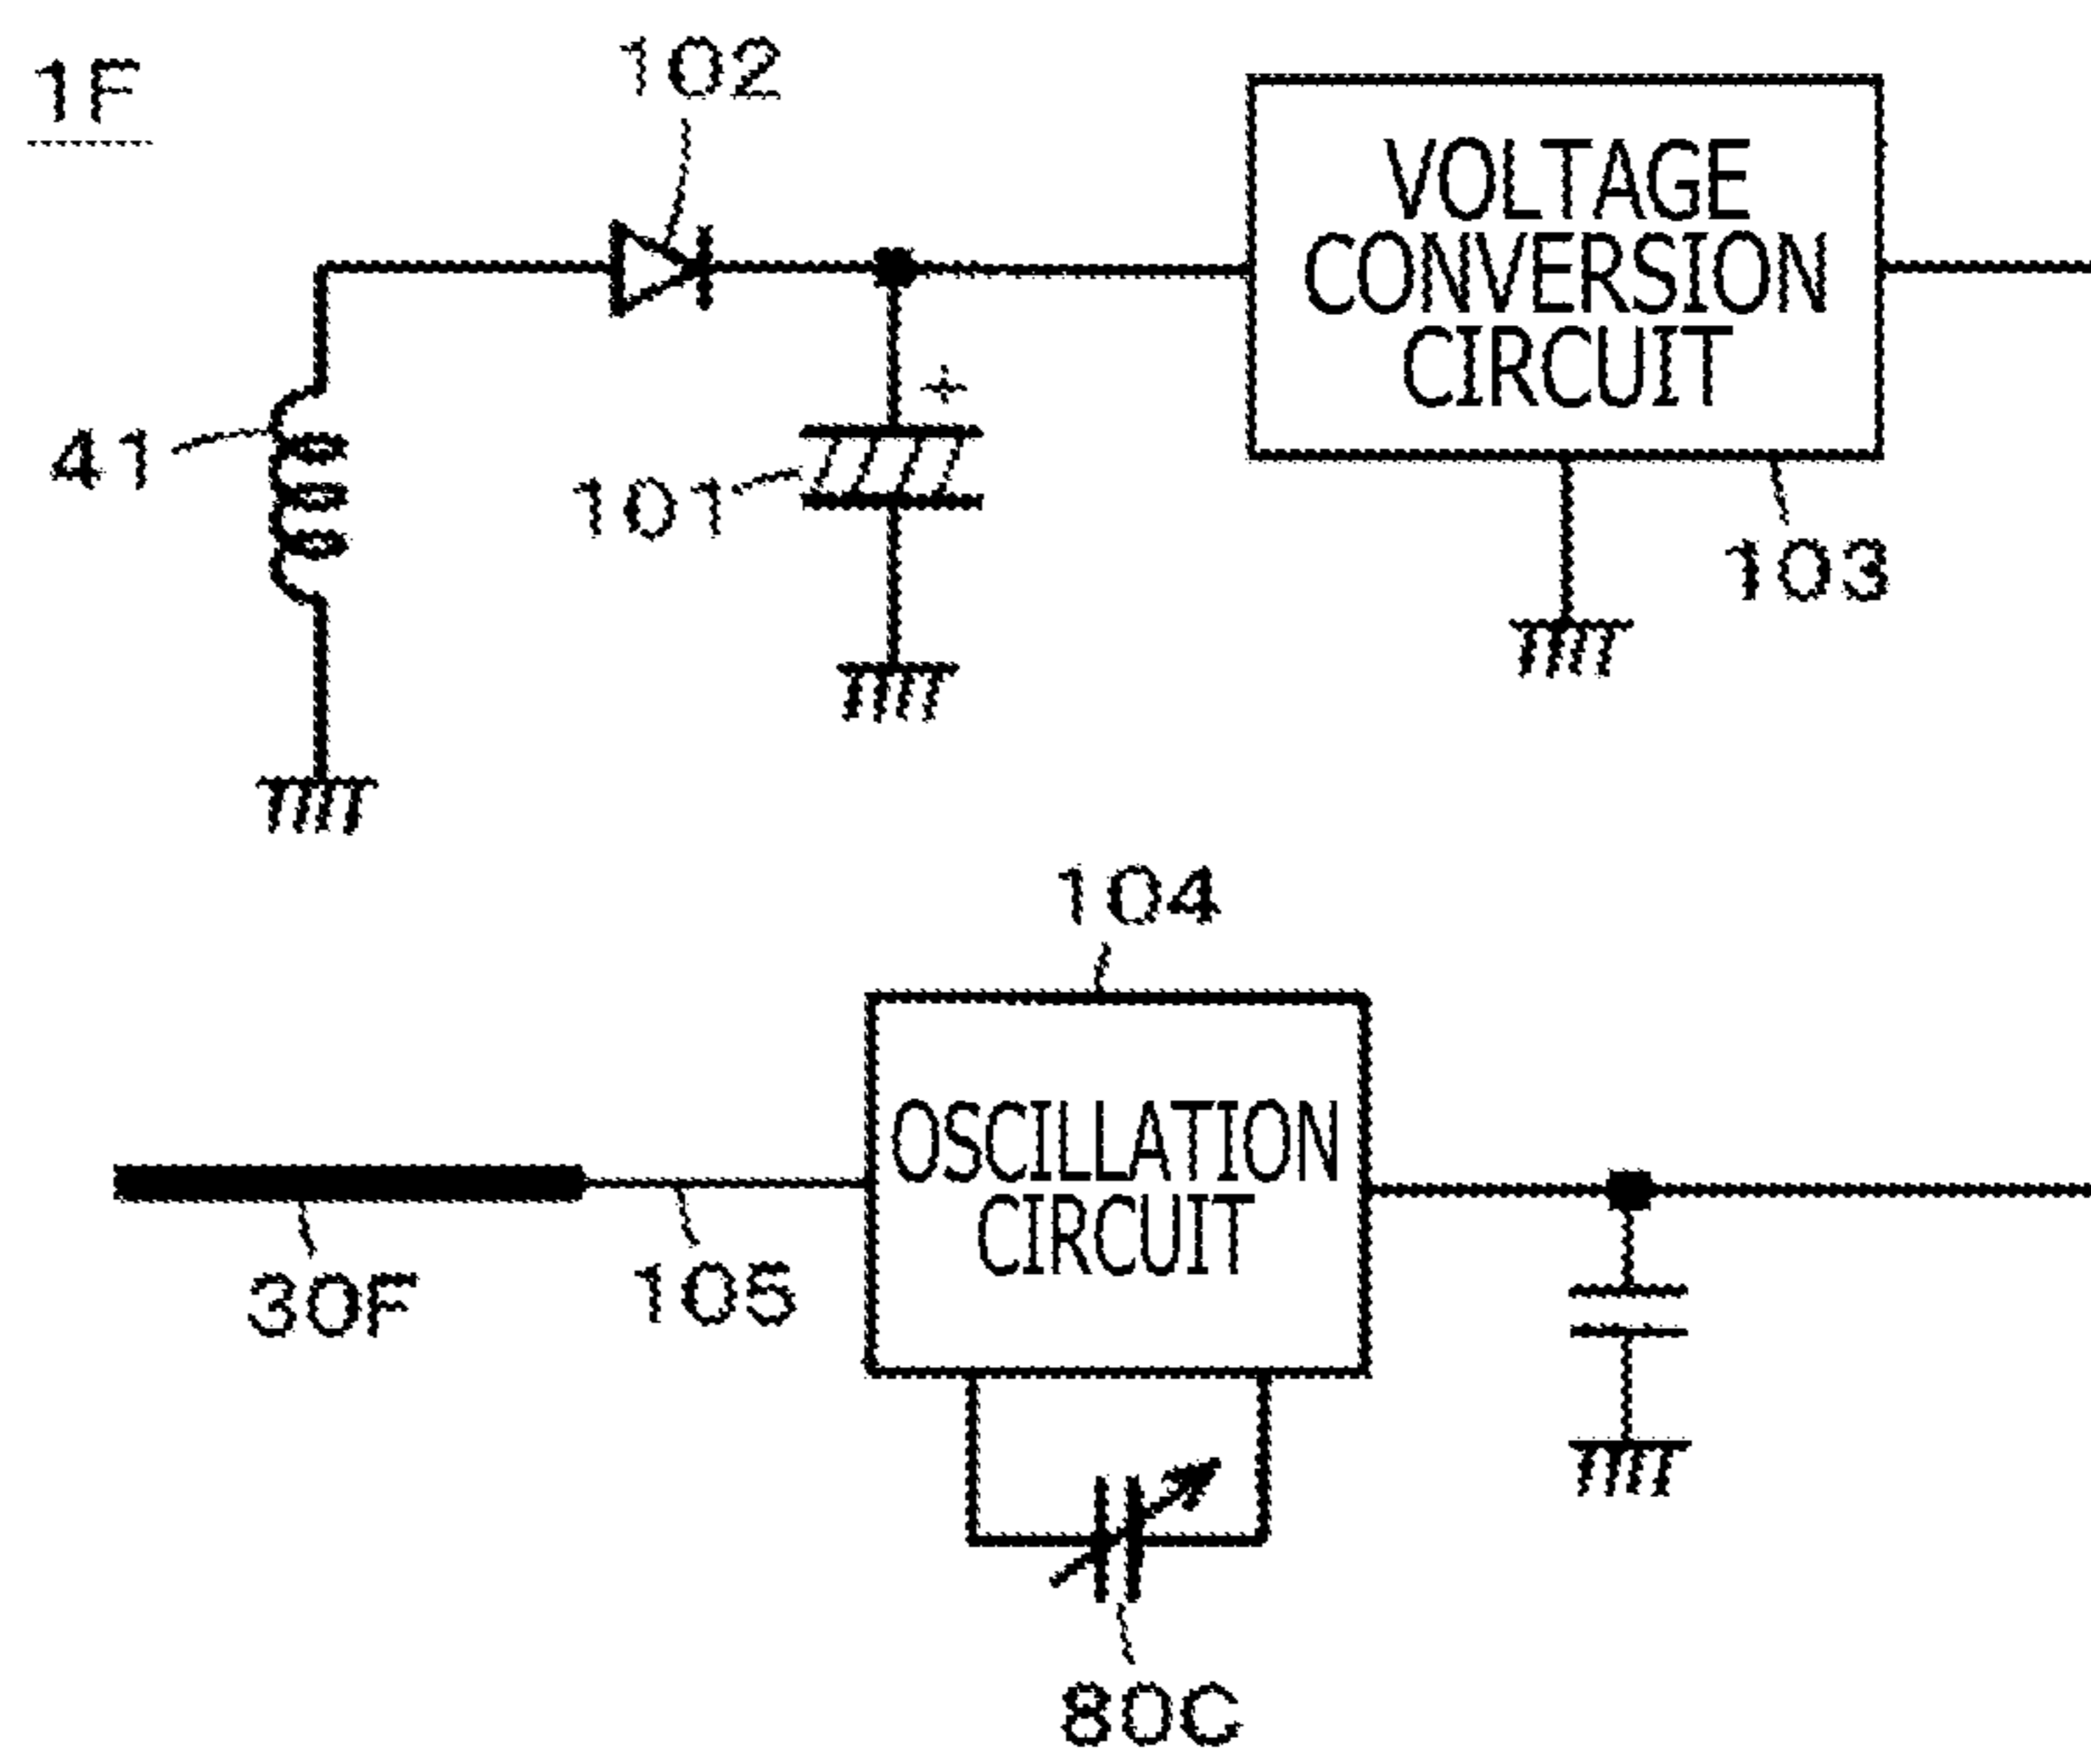 1F
102
VOLTAGE
CONVERSION
CIRCUIT
+
41
101
103
104
OSCILLATION
CIRCUIT
30F
105
80C